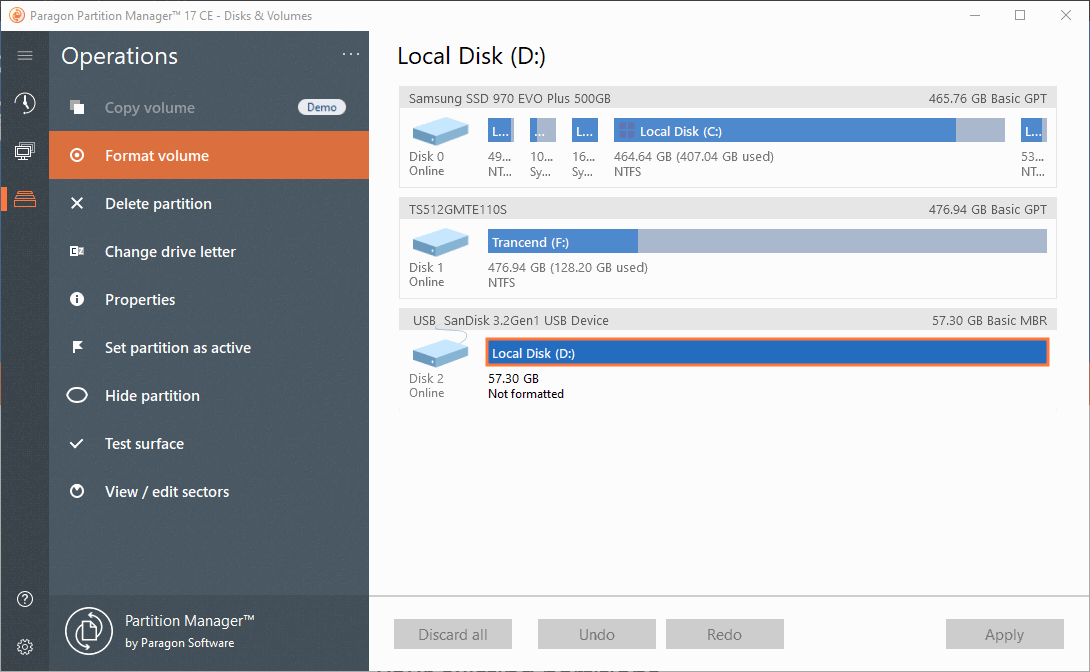 Paragon Partition Manager™ 17 CE - Disks & Volumes
Operations
...
Copy volume
Demo
Format volume
Delete partition
Change drive letter
Properties
Set partition as active
Hide partition
Test surface
View / edit sectors
Partition Manager™
by Paragon Software
Local Disk (D:)
Samsung SSD 970 EVO Plus 500GB 465.76 GB Basic GPT
L... ... L... Local Disk (C:) L...
Disk 0 49... 10... 16... 464.64 GB (407.04 GB used) 53...
Online NT... Sy... Sy... NTFS NT...
TS512GMTE110S 476.94 GB Basic GPT
Trancend (F:)
Disk 1 476.94 GB (128.20 GB used)
Online NTFS
USB SanDisk 3.2Gen1 USB Device 57.30 GB Basic MBR
Local Disk (D:)
Disk 2 57.30 GB
Online Not formatted
Discard all Undo Redo Apply